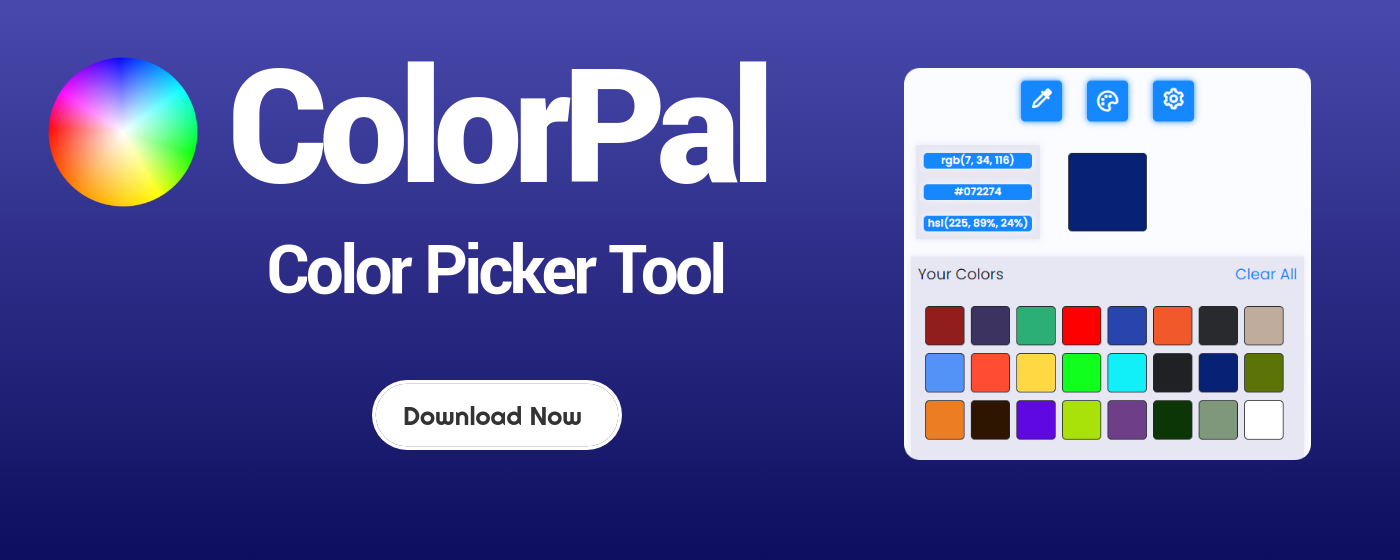 ColorPal
Color Picker Tool
Download Now
rgb(7, 34, 116)
#072274
hsl(225, 89%, 24%)
Your Colors
Clear All